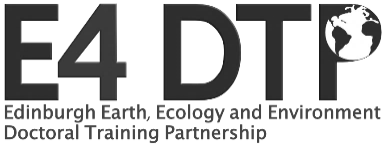 E4 DTP
Edinburgh Earth, Ecology and Environment
Doctoral Training Partnership